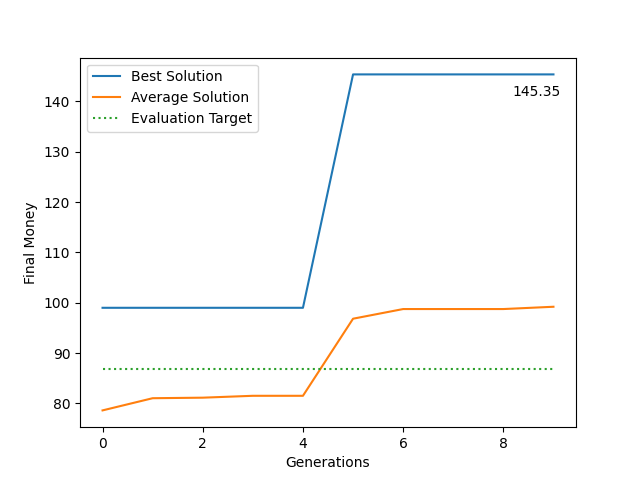 Best Solution
Average Solution
Evaluation Target
145.35
140
130
120
110
100
90
80
Final Money
0 2 4 6 8
Generations